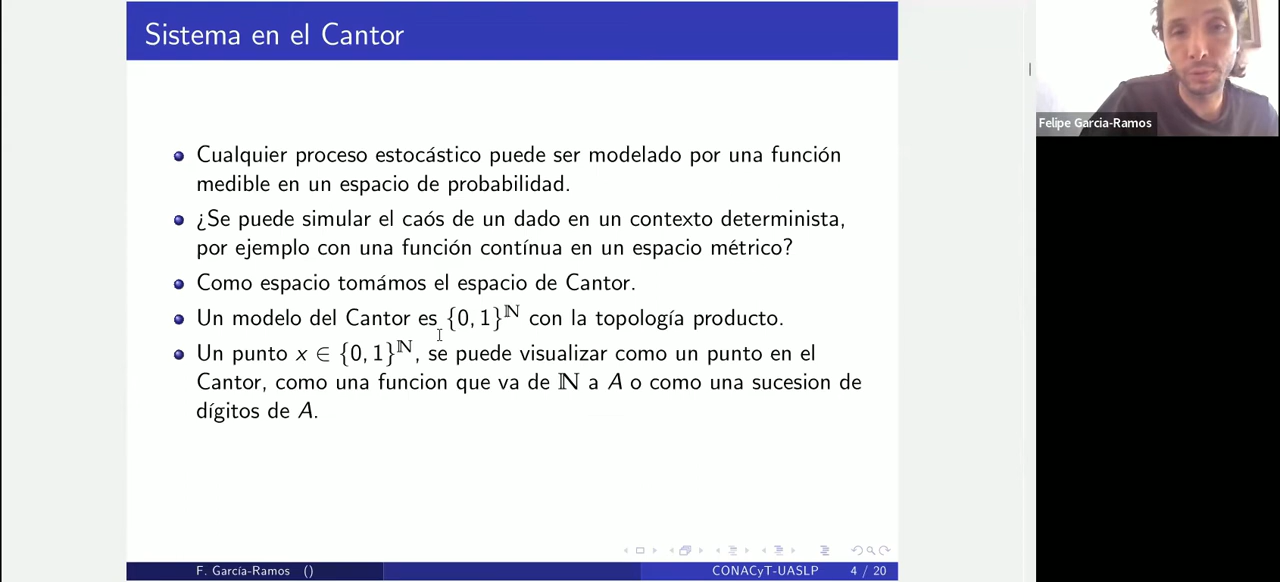 Sistema en el Cantor
Cualquier proceso estocástico puede ser modelado por una función
medible en un espacio de probabilidad.
¿Se puede simular el caós de un dado en un contexto determinista,
por ejemplo con una función contínua en un espacio métrico?
Como espacio tomámos el espacio de Cantor.
Un modelo del Cantor es {0, 1}^ℕ con la topología producto.
Un punto x ∈ {0, 1}^ℕ, se puede visualizar como un punto en el
Cantor, como una funcion que va de ℕ a A o como una sucesion de
dígitos de A.
F. García-Ramos ()
CONACyT-UASLP
4 / 20
Felipe Garcia-Ramos